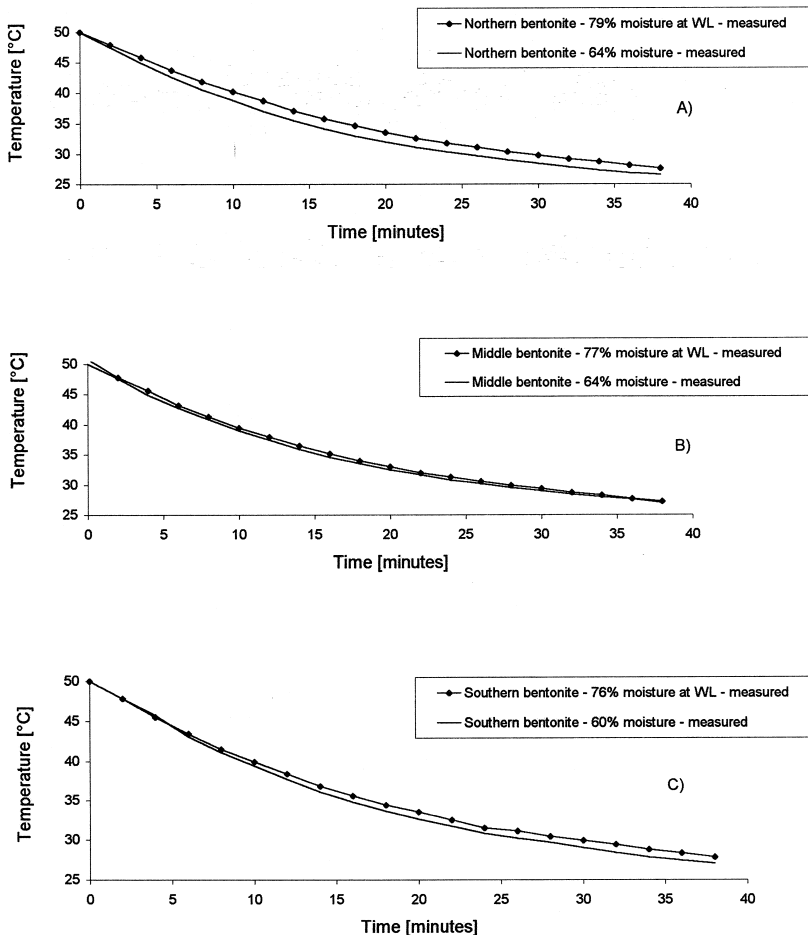 Northern bentonite - 79% moisture at WL - measured
Northern bentonite - 64% moisture - measured
A)
Temperature [°C]
50
45
40
35
30
25
0 5 10 15 20 25 30 35 40
Time [minutes]
Middle bentonite - 77% moisture at WL - measured
Middle bentonite - 64% moisture - measured
B)
Temperature [°C]
50
45
40
35
30
25
0 5 10 15 20 25 30 35 40
Time [minutes]
Southern bentonite - 76% moisture at WL - measured
Southern bentonite - 60% moisture - measured
C)
Temperature [°C]
50
45
40
35
30
25
0 5 10 15 20 25 30 35 40
Time [minutes]